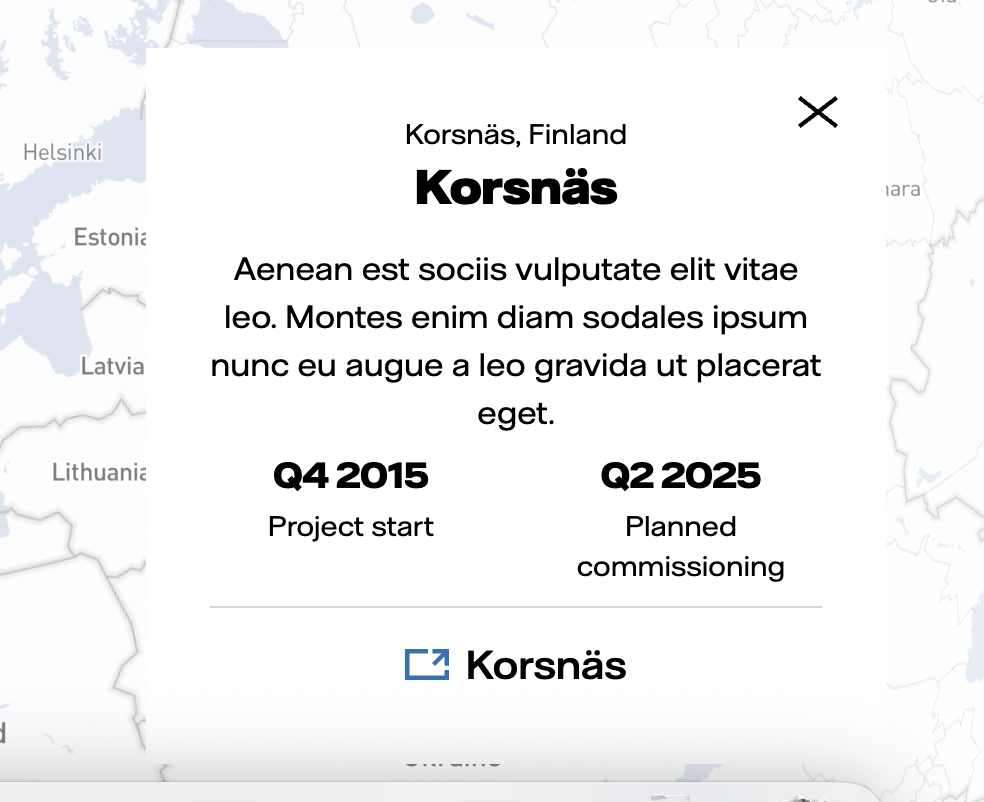 Helsinki
Estonia
Latvia
Lithuania
Korsnäs, Finland
Korsnäs
Aenean est sociis vulputate elit vitae
leo. Montes enim diam sodales ipsum
nunc eu augue a leo gravida ut placerat
eget.
Q4 2015
Q2 2025
Project start
Planned
commissioning
Korsnäs